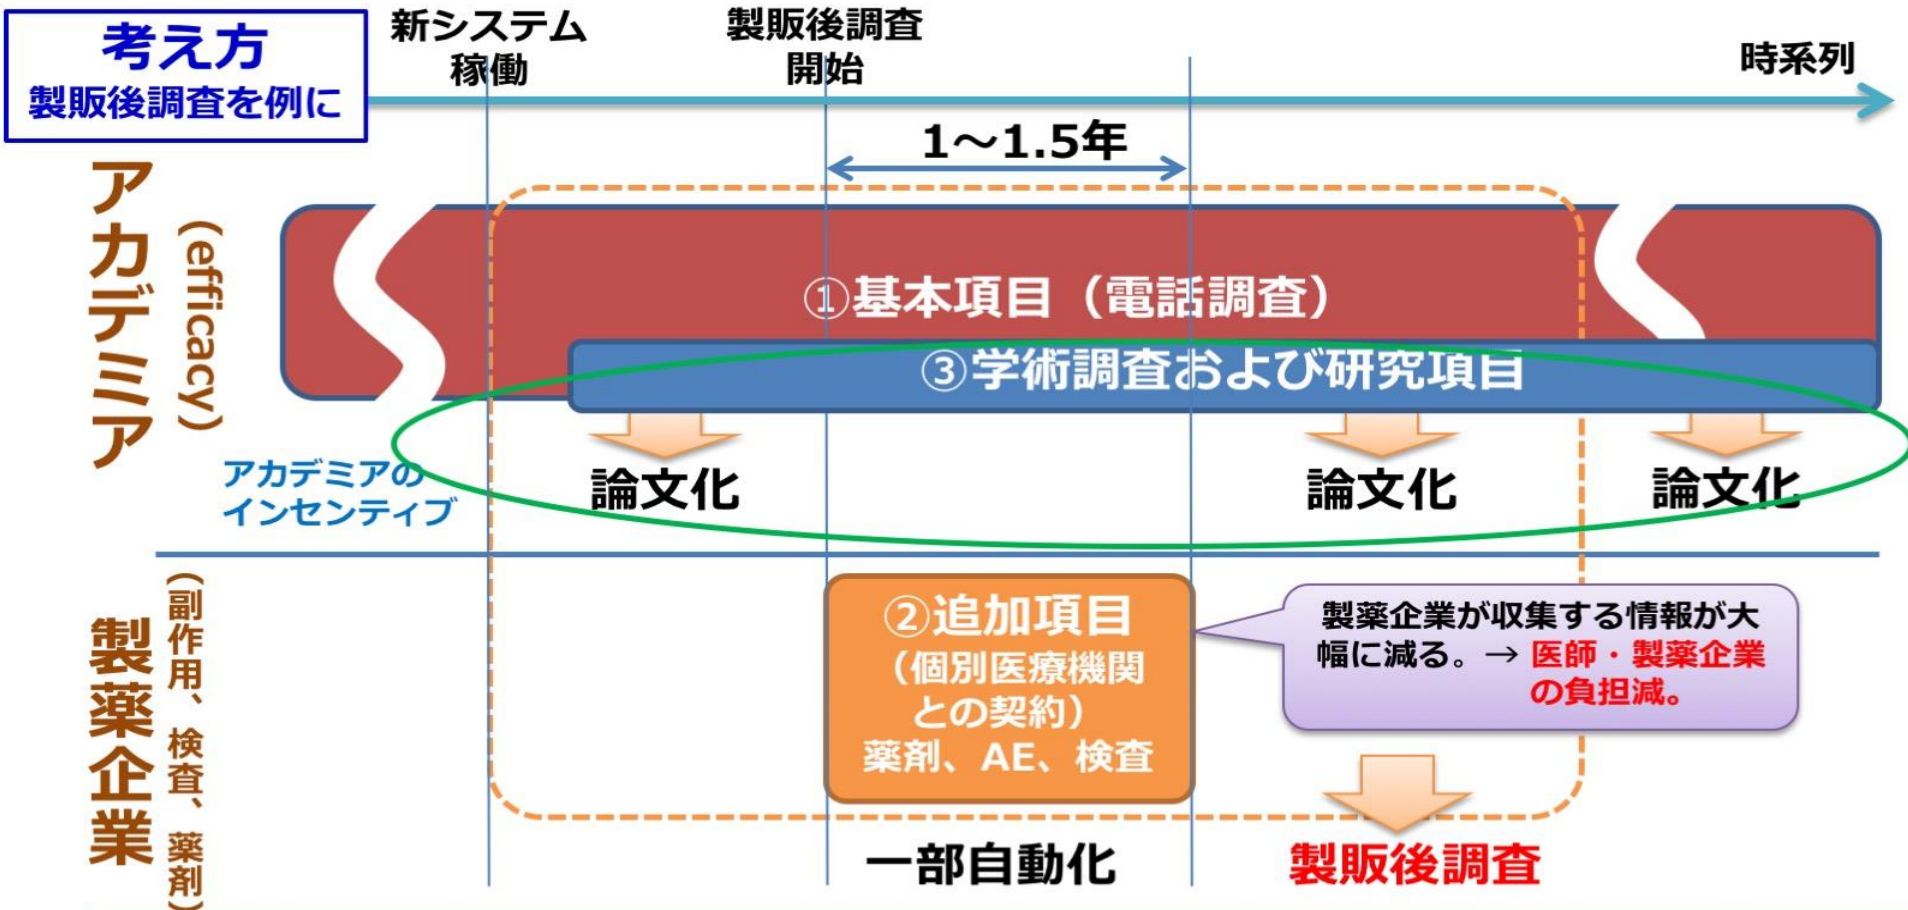 考え方
製販後調査を例に
新システム
稼働
製販後調査
開始
時系列
1～1.5年
アカデミア
(efficacy)
①基本項目（電話調査）
③学術調査および研究項目
アカデミアの
インセンティブ
論文化
論文化
論文化
製薬企業
（副作用、検査、薬剤）
②追加項目
（個別医療機関
との契約）
薬剤、AE、検査
製薬企業が収集する情報が大
幅に減る。→ 医師・製薬企業
の負担減。
一部自動化
製販後調査